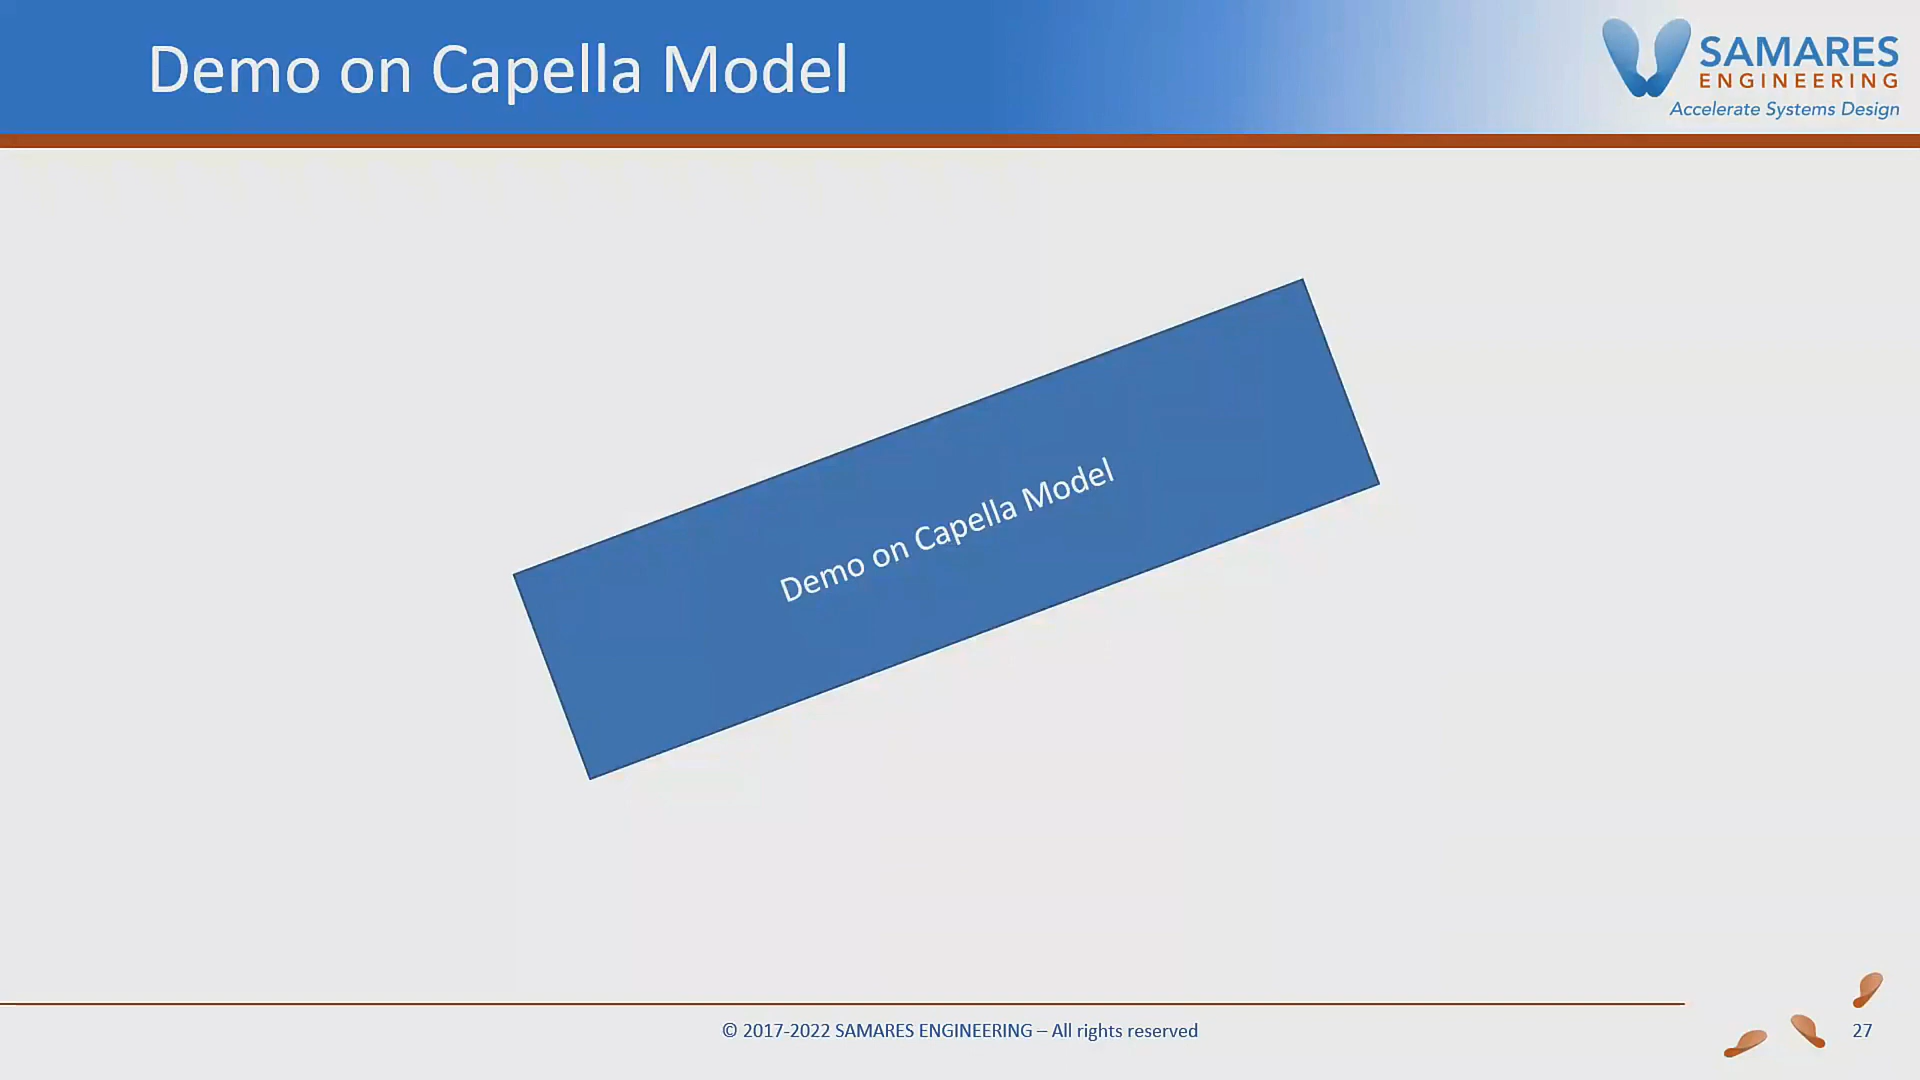 Demo on Capella Model
SAMARES
ENGINEERING
Accelerate Systems Design
Demo on Capella Model
© 2017-2022 SAMARES ENGINEERING – All rights reserved
27